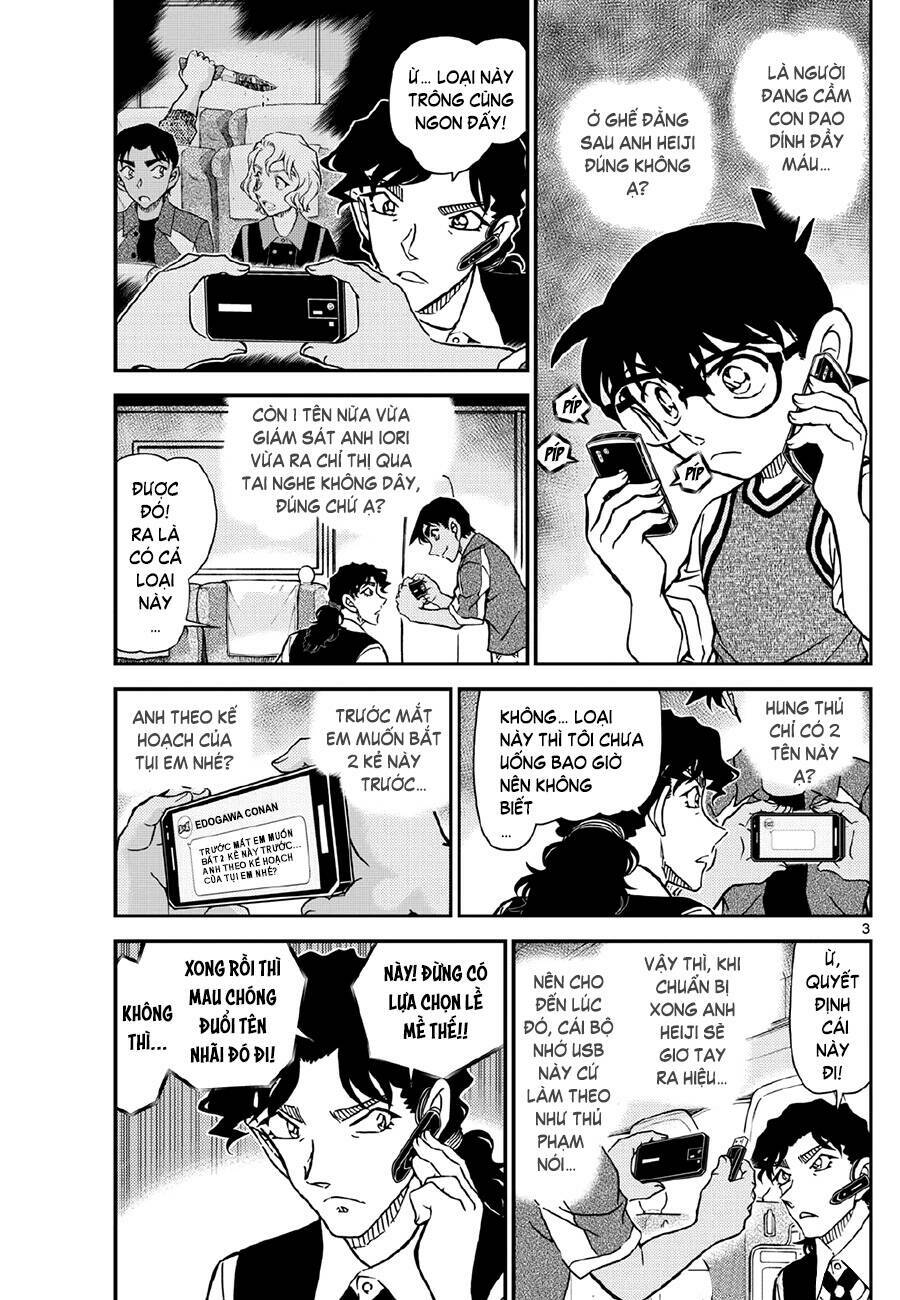 LÀ NGƯỜI
ĐANG CẦM
CON DAO
DÍNH ĐẦY
MÁU...
Ở GHẾ ĐẰNG
SAU ANH HEIJI
ĐÚNG KHÔNG
Ạ?
PÍP
PÍP
PÍP
Ừ... LOẠI NÀY
TRÔNG CŨNG
NGON ĐẤY!
CÒN 1 TÊN NỮA VỪA
GIÁM SÁT ANH IORI
VỪA RA CHỈ THỊ QUA
TAI NGHE KHÔNG DÂY,
ĐÚNG CHỨ Ạ?
ĐƯỢC
ĐÓ!
RA LÀ
CÓ CẢ
LOẠI
NÀY
...
HUNG THỦ
CHỈ CÓ 2
TÊN NÀY
Ạ?
KHÔNG... LOẠI
NÀY THÌ TÔI CHƯA
UỐNG BAO GIỜ
NÊN KHÔNG
BIẾT
...
TRƯỚC MẮT
EM MUỐN BẮT
2 KẺ NÀY
TRƯỚC...
ANH THEO KẾ
HOẠCH CỦA
TỤI EM NHÉ?
EDOGAWA CONAN
TRƯỚC MẮT EM MUỐN
BẮT 2 KẺ NÀY TRƯỚC...
ANH THEO KẾ HOẠCH
CỦA TỤI EM NHÉ?
3
Ừ,
QUYẾT
ĐỊNH
CÁI
NÀY
ĐI!
VẬY THÌ, KHI
CHUẨN BỊ
XONG ANH
HEIJI SẼ
GIƠ TAY
RA HIỆU...
NÊN CHO
ĐẾN LÚC
ĐÓ, CÁI BỘ
NHỚ USB
NÀY CỨ
LÀM THEO
NHƯ THỦ
PHẠM
NÓI...
NÀY! ĐỪNG CÓ
LỰA CHỌN LỀ
MỀ THẾ!!
XONG RỒI THÌ
MAU CHÓNG
ĐUỔI TÊN
NHÃI ĐÓ ĐI!
KHÔNG
THÌ...